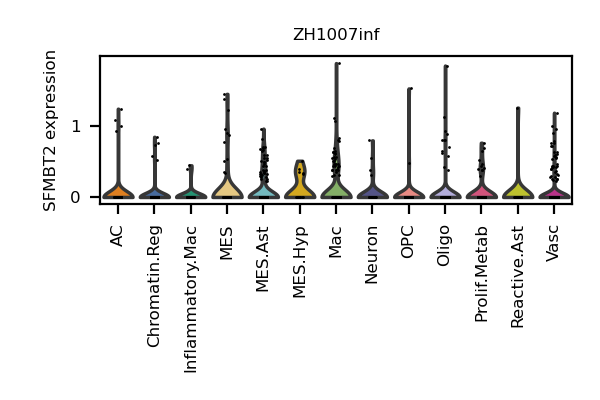 ZH1007inf
SFMBT2 expression
1
0
AC
Chromatin.Reg
Inflammatory.Mac
MES
MES.Ast
MES.Hyp
Mac
Neuron
OPC
Oligo
Prolif.Metab
Reactive.Ast
Vasc